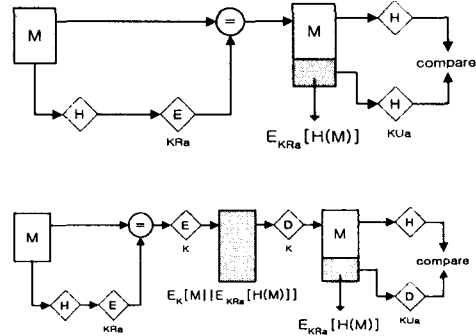 M
=
M
H
compare
H
E
H
KRa
KUa
E_KRa [H(M)]
M
=
E
K
D
K
M
H
compare
H
E
D
KRa
KUa
E_K [M||E_KRa [H(M)]]
E_KRa [H(M)]